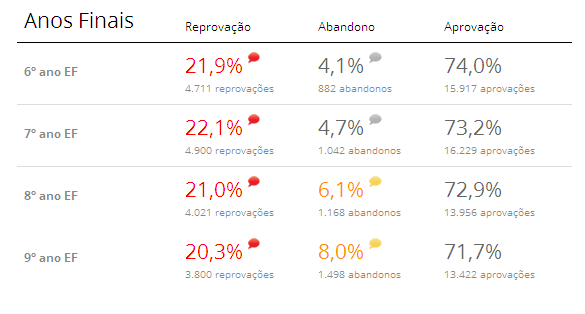 Anos Finais Reprovação Abandono Aprovação
6º ano EF 21,9% 4,1% 74,0%
4.711 reprovações 882 abandonos 15.917 aprovações
7º ano EF 22,1% 4,7% 73,2%
4.900 reprovações 1.042 abandonos 16.229 aprovações
8º ano EF 21,0% 6,1% 72,9%
4.021 reprovações 1.168 abandonos 13.956 aprovações
9º ano EF 20,3% 8,0% 71,7%
3.800 reprovações 1.498 abandonos 13.422 aprovações